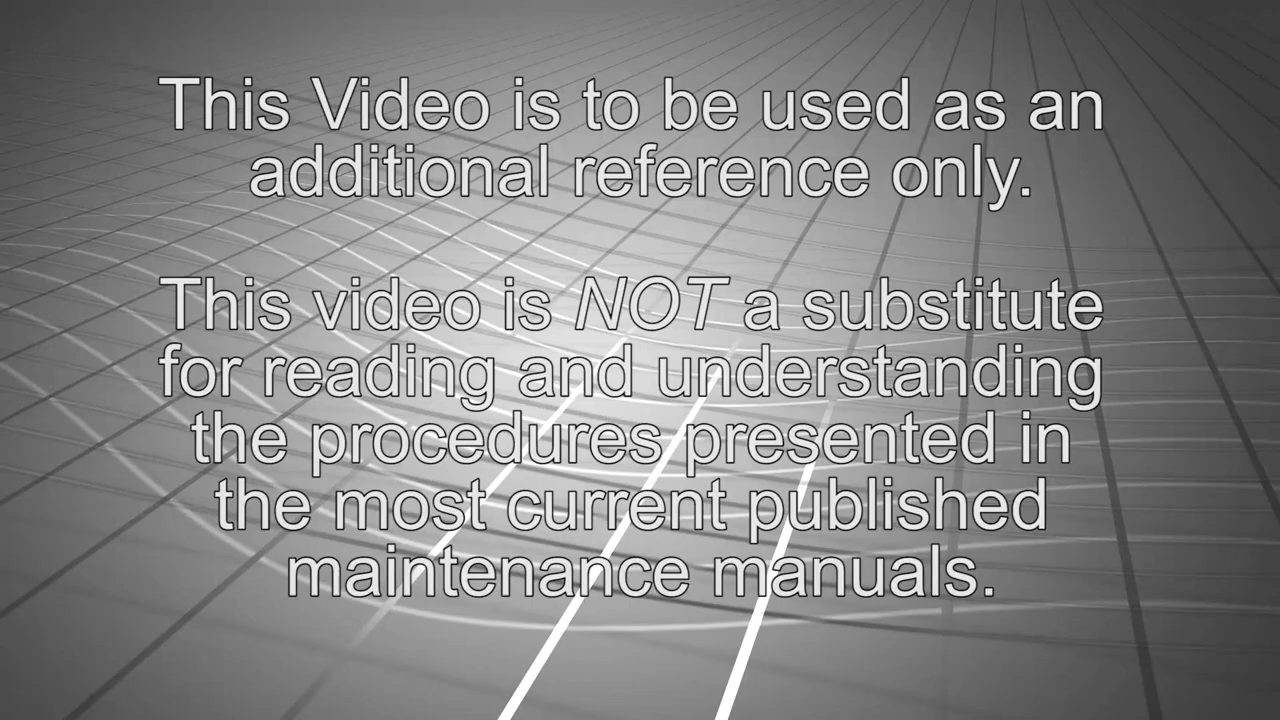 This Video is to be used as an
additional reference only.
This video is NOT a substitute
for reading and understanding
the procedures presented in
the most current published
maintenance manuals.